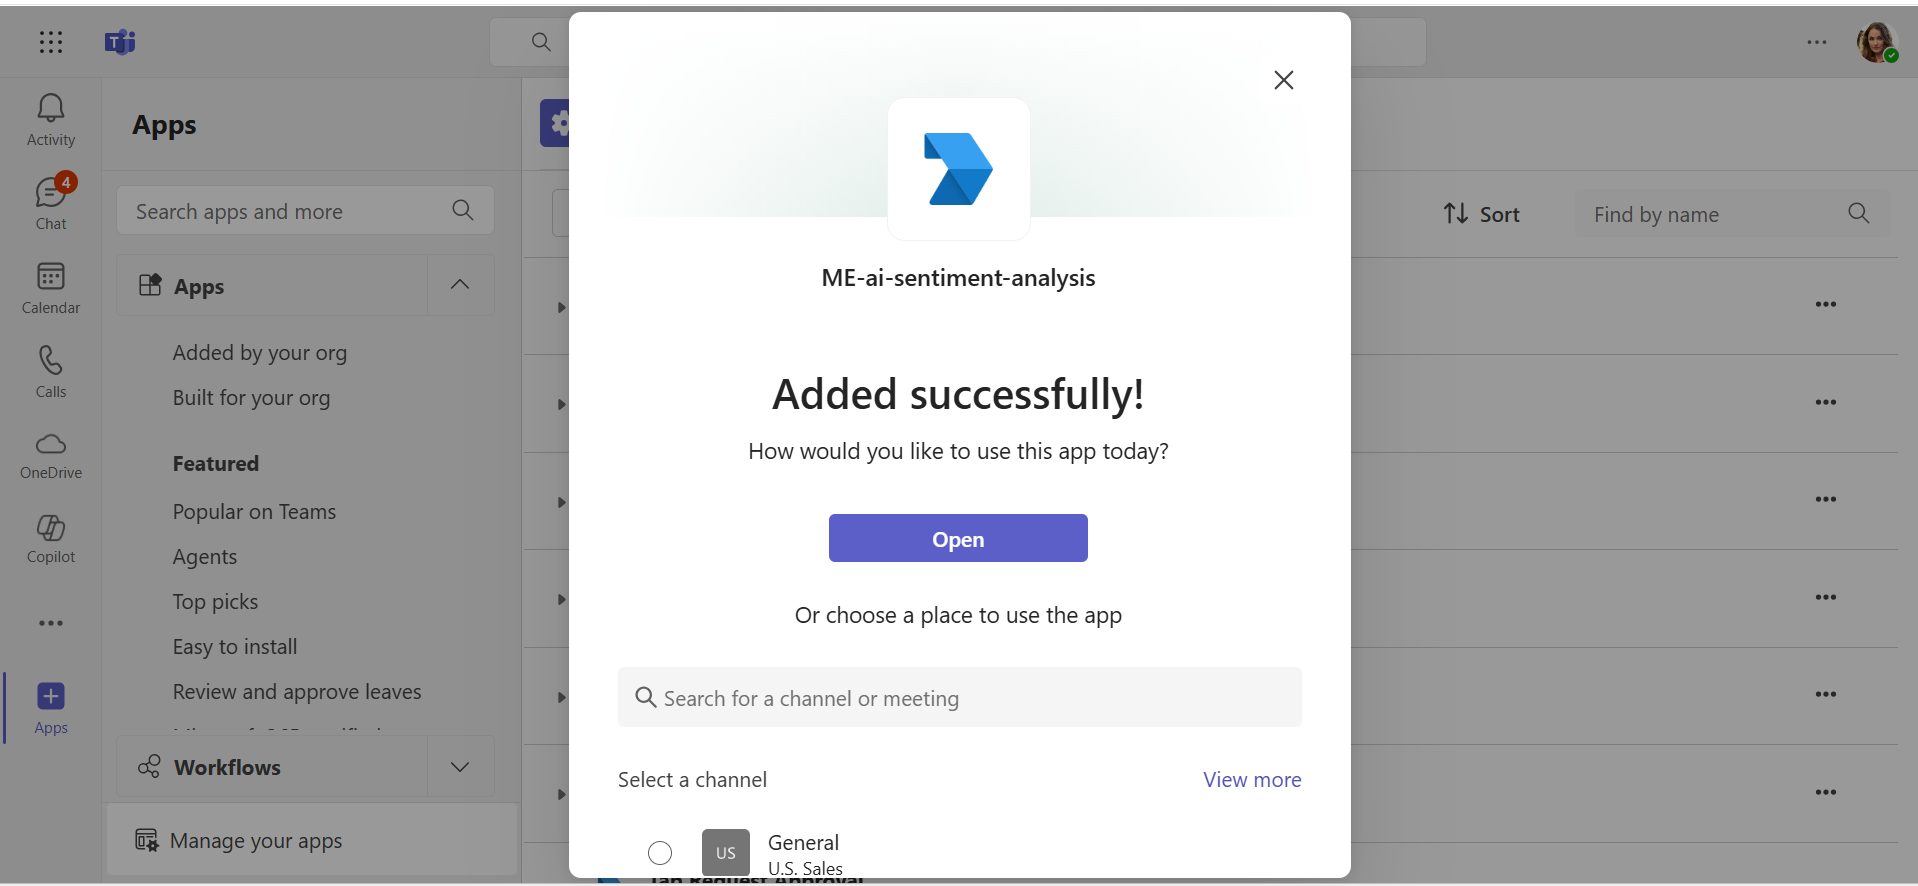 Activity
4
Chat
Calendar
Calls
OneDrive
Copilot
Apps
Apps
Search apps and more
Apps
Added by your org
Built for your org
Featured
Popular on Teams
Agents
Top picks
Easy to install
Review and approve leaves
Workflows
Manage your apps
ME-ai-sentiment-analysis
Added successfully!
How would you like to use this app today?
Open
Or choose a place to use the app
Search for a channel or meeting
Select a channel
View more
US
General
U.S. Sales
Sort
Find by name